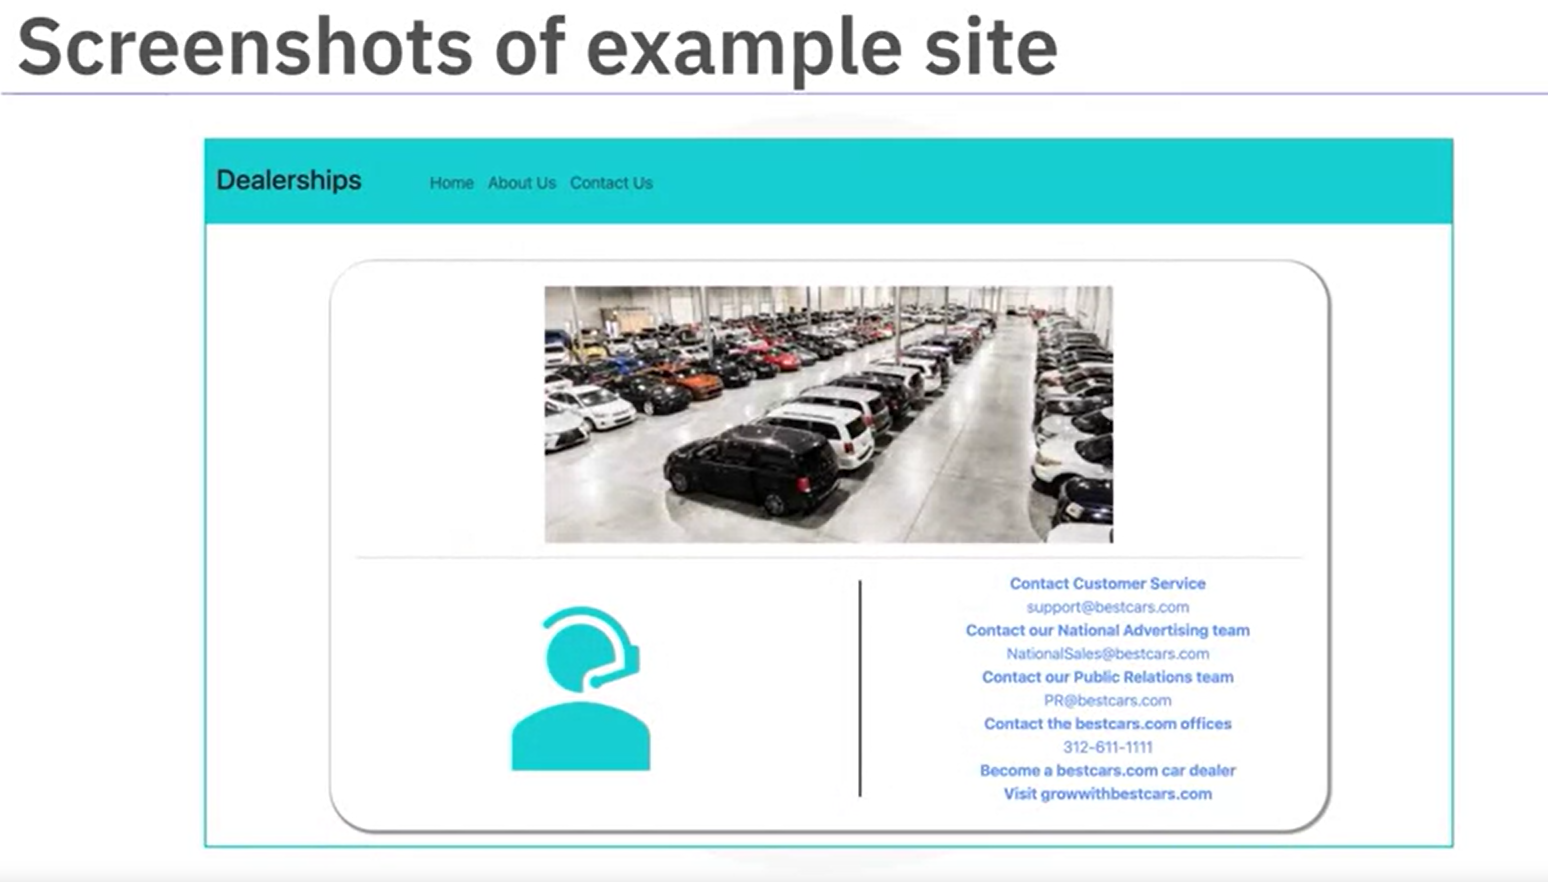 Screenshots of example site
Dealerships Home About Us Contact Us
Contact Customer Service
support@bestcars.com
Contact our National Advertising team
NationalSales@bestcars.com
Contact our Public Relations team
PR@bestcars.com
Contact the bestcars.com offices
312-611-1111
Become a bestcars.com car dealer
Visit growwithbestcars.com